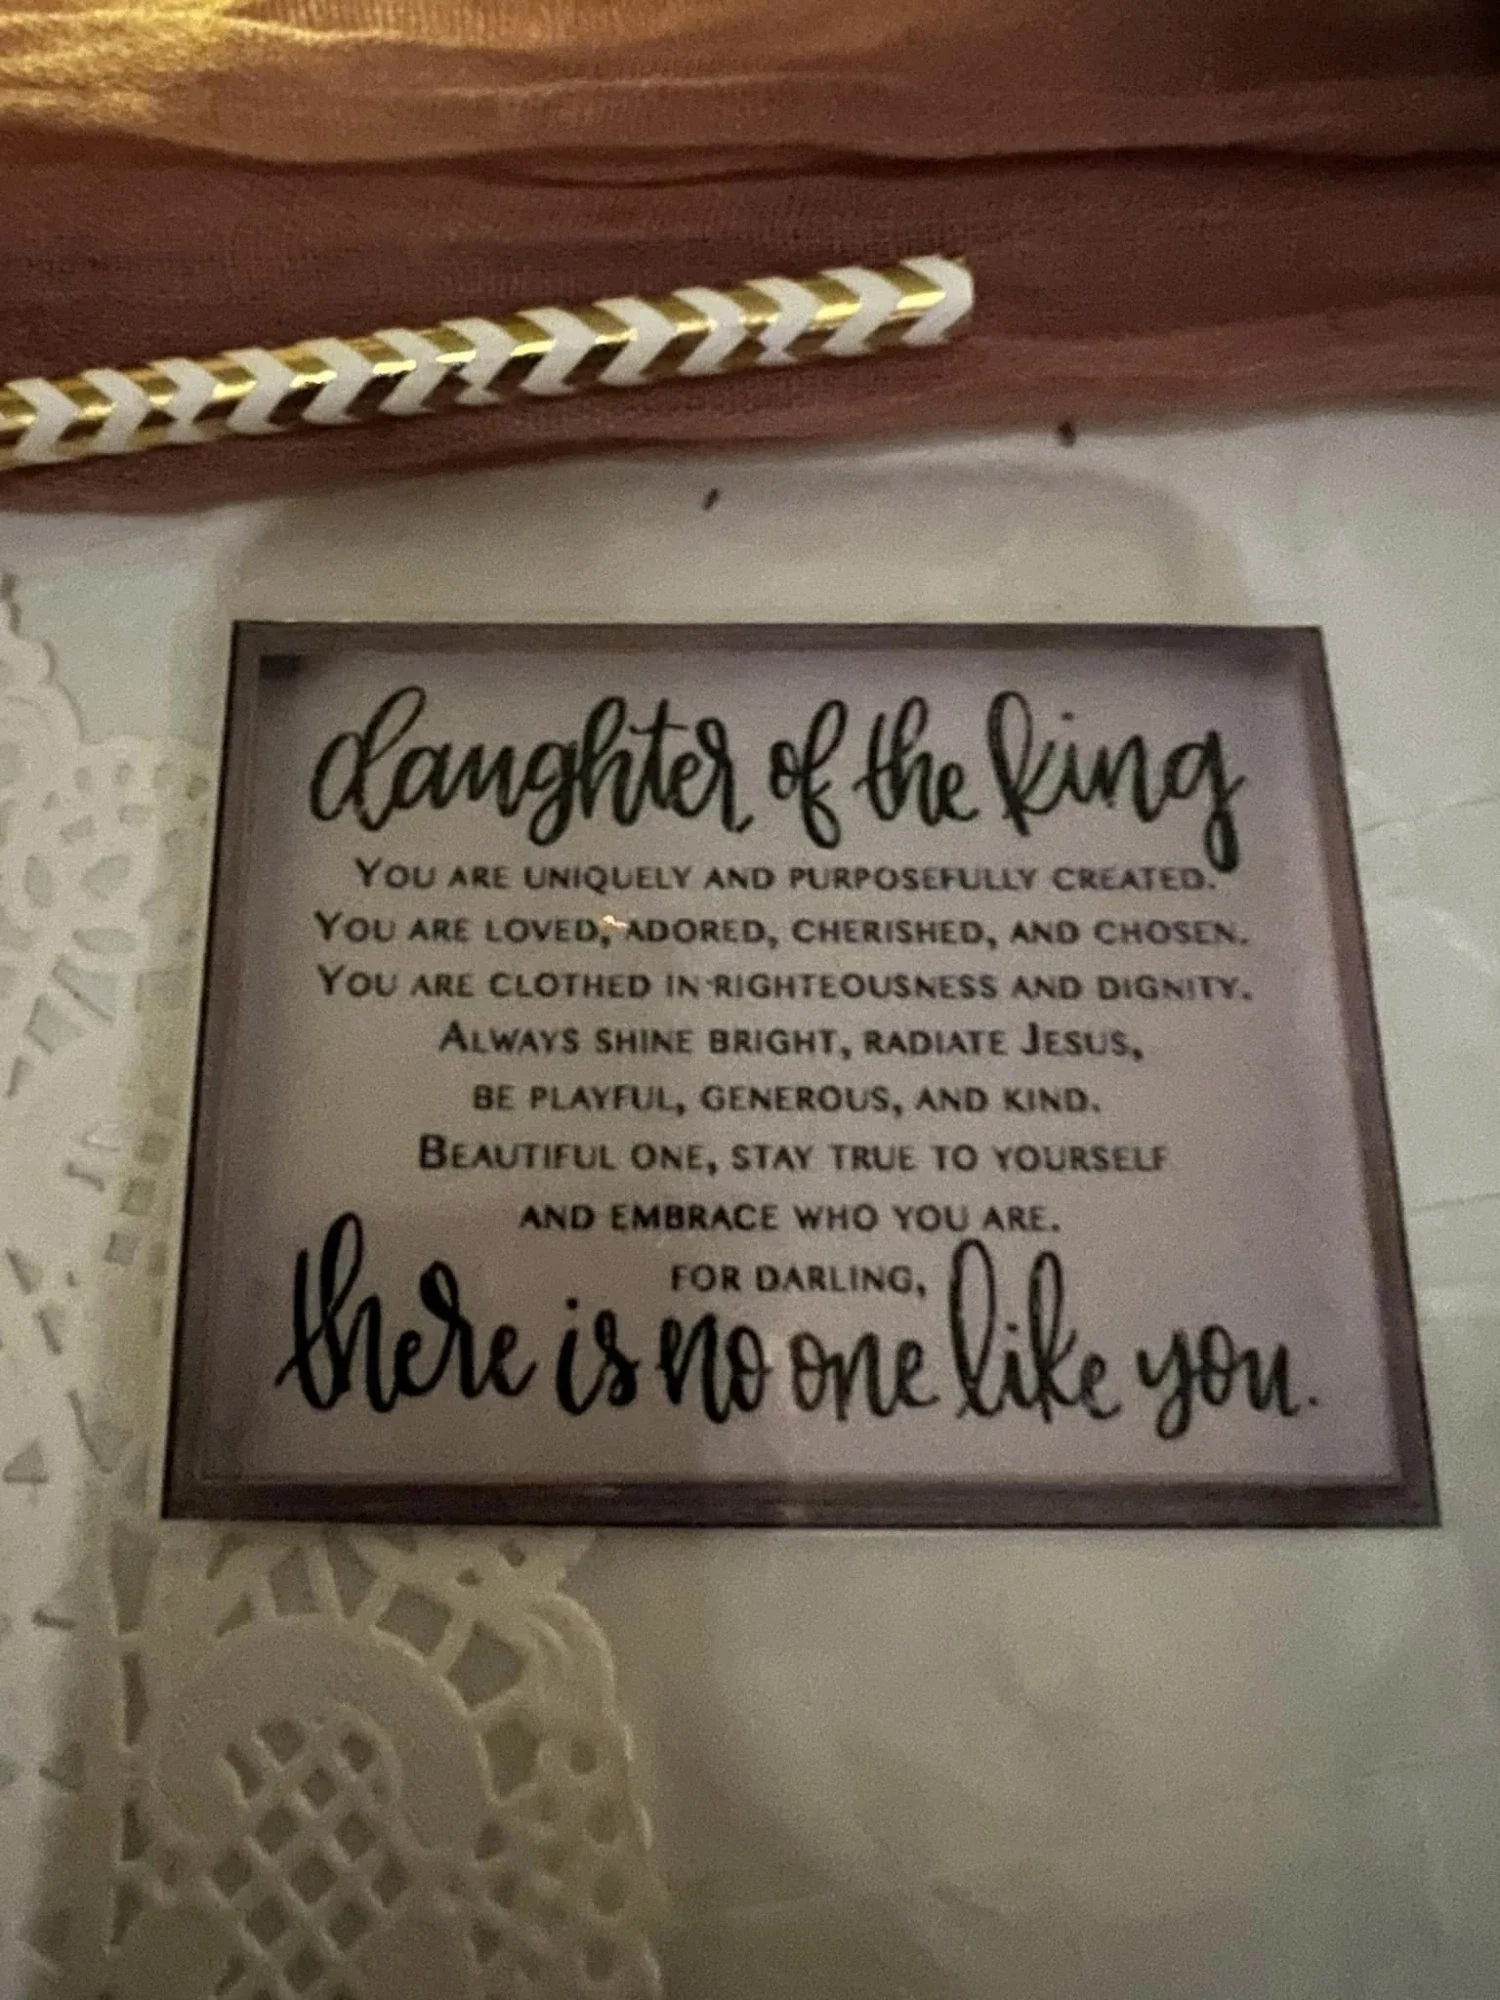 daughter of the king
You are uniquely and purposefully created.
You are loved, adored, cherished, and chosen.
You are clothed in righteousness and dignity.
Always shine bright, radiate Jesus,
be playful, generous, and kind.
Beautiful one, stay true to yourself
and embrace who you are.
for darling,
there is no one like you.